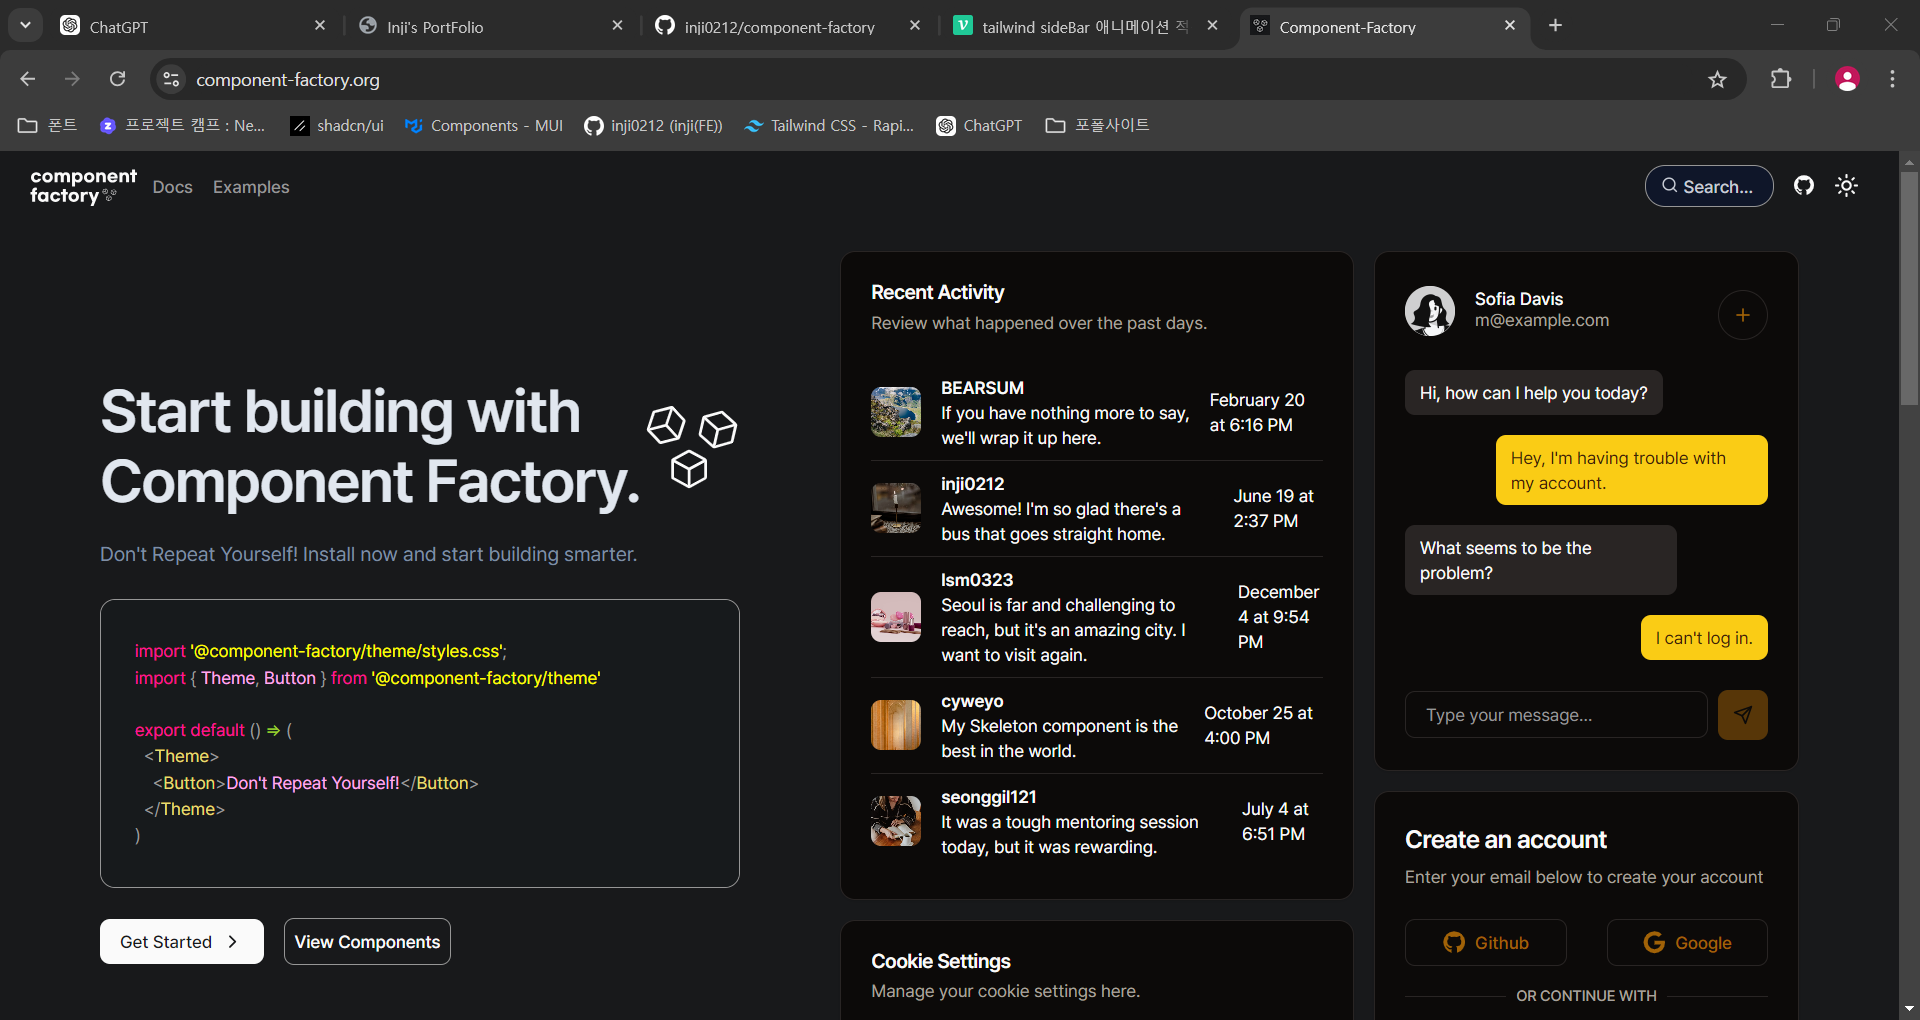 ChatGPT
Inji's PortFolio
inji0212/component-factory
tailwind sideBar 애니메이션 적
Component-Factory
component-factory.org
폰트
프로젝트 캠프 : Ne...
shadcn/ui
Components - MUI
inji0212 (inji(FE))
Tailwind CSS - Rapi...
ChatGPT
포폴사이트
component
factory
Docs
Examples
Search...
Start building with
Component Factory.
Don't Repeat Yourself! Install now and start building smarter.
import '@component-factory/theme/styles.css';
import { Theme, Button } from '@component-factory/theme'
export default () => (
<Theme>
<Button>Don't Repeat Yourself!</Button>
</Theme>
)
Get Started
View Components
Recent Activity
Review what happened over the past days.
BEARSUM
If you have nothing more to say,
we'll wrap it up here.
February 20
at 6:16 PM
inji0212
Awesome! I'm so glad there's a
bus that goes straight home.
June 19 at
2:37 PM
lsm0323
Seoul is far and challenging to
reach, but it's an amazing city. I
want to visit again.
December
4 at 9:54
PM
cyweyo
My Skeleton component is the
best in the world.
October 25 at
4:00 PM
seonggil121
It was a tough mentoring session
today, but it was rewarding.
July 4 at
6:51 PM
Cookie Settings
Manage your cookie settings here.
Sofia Davis
m@example.com
Hi, how can I help you today?
Hey, I'm having trouble with
my account.
What seems to be the
problem?
I can't log in.
Type your message...
Create an account
Enter your email below to create your account
Github
Google
OR CONTINUE WITH